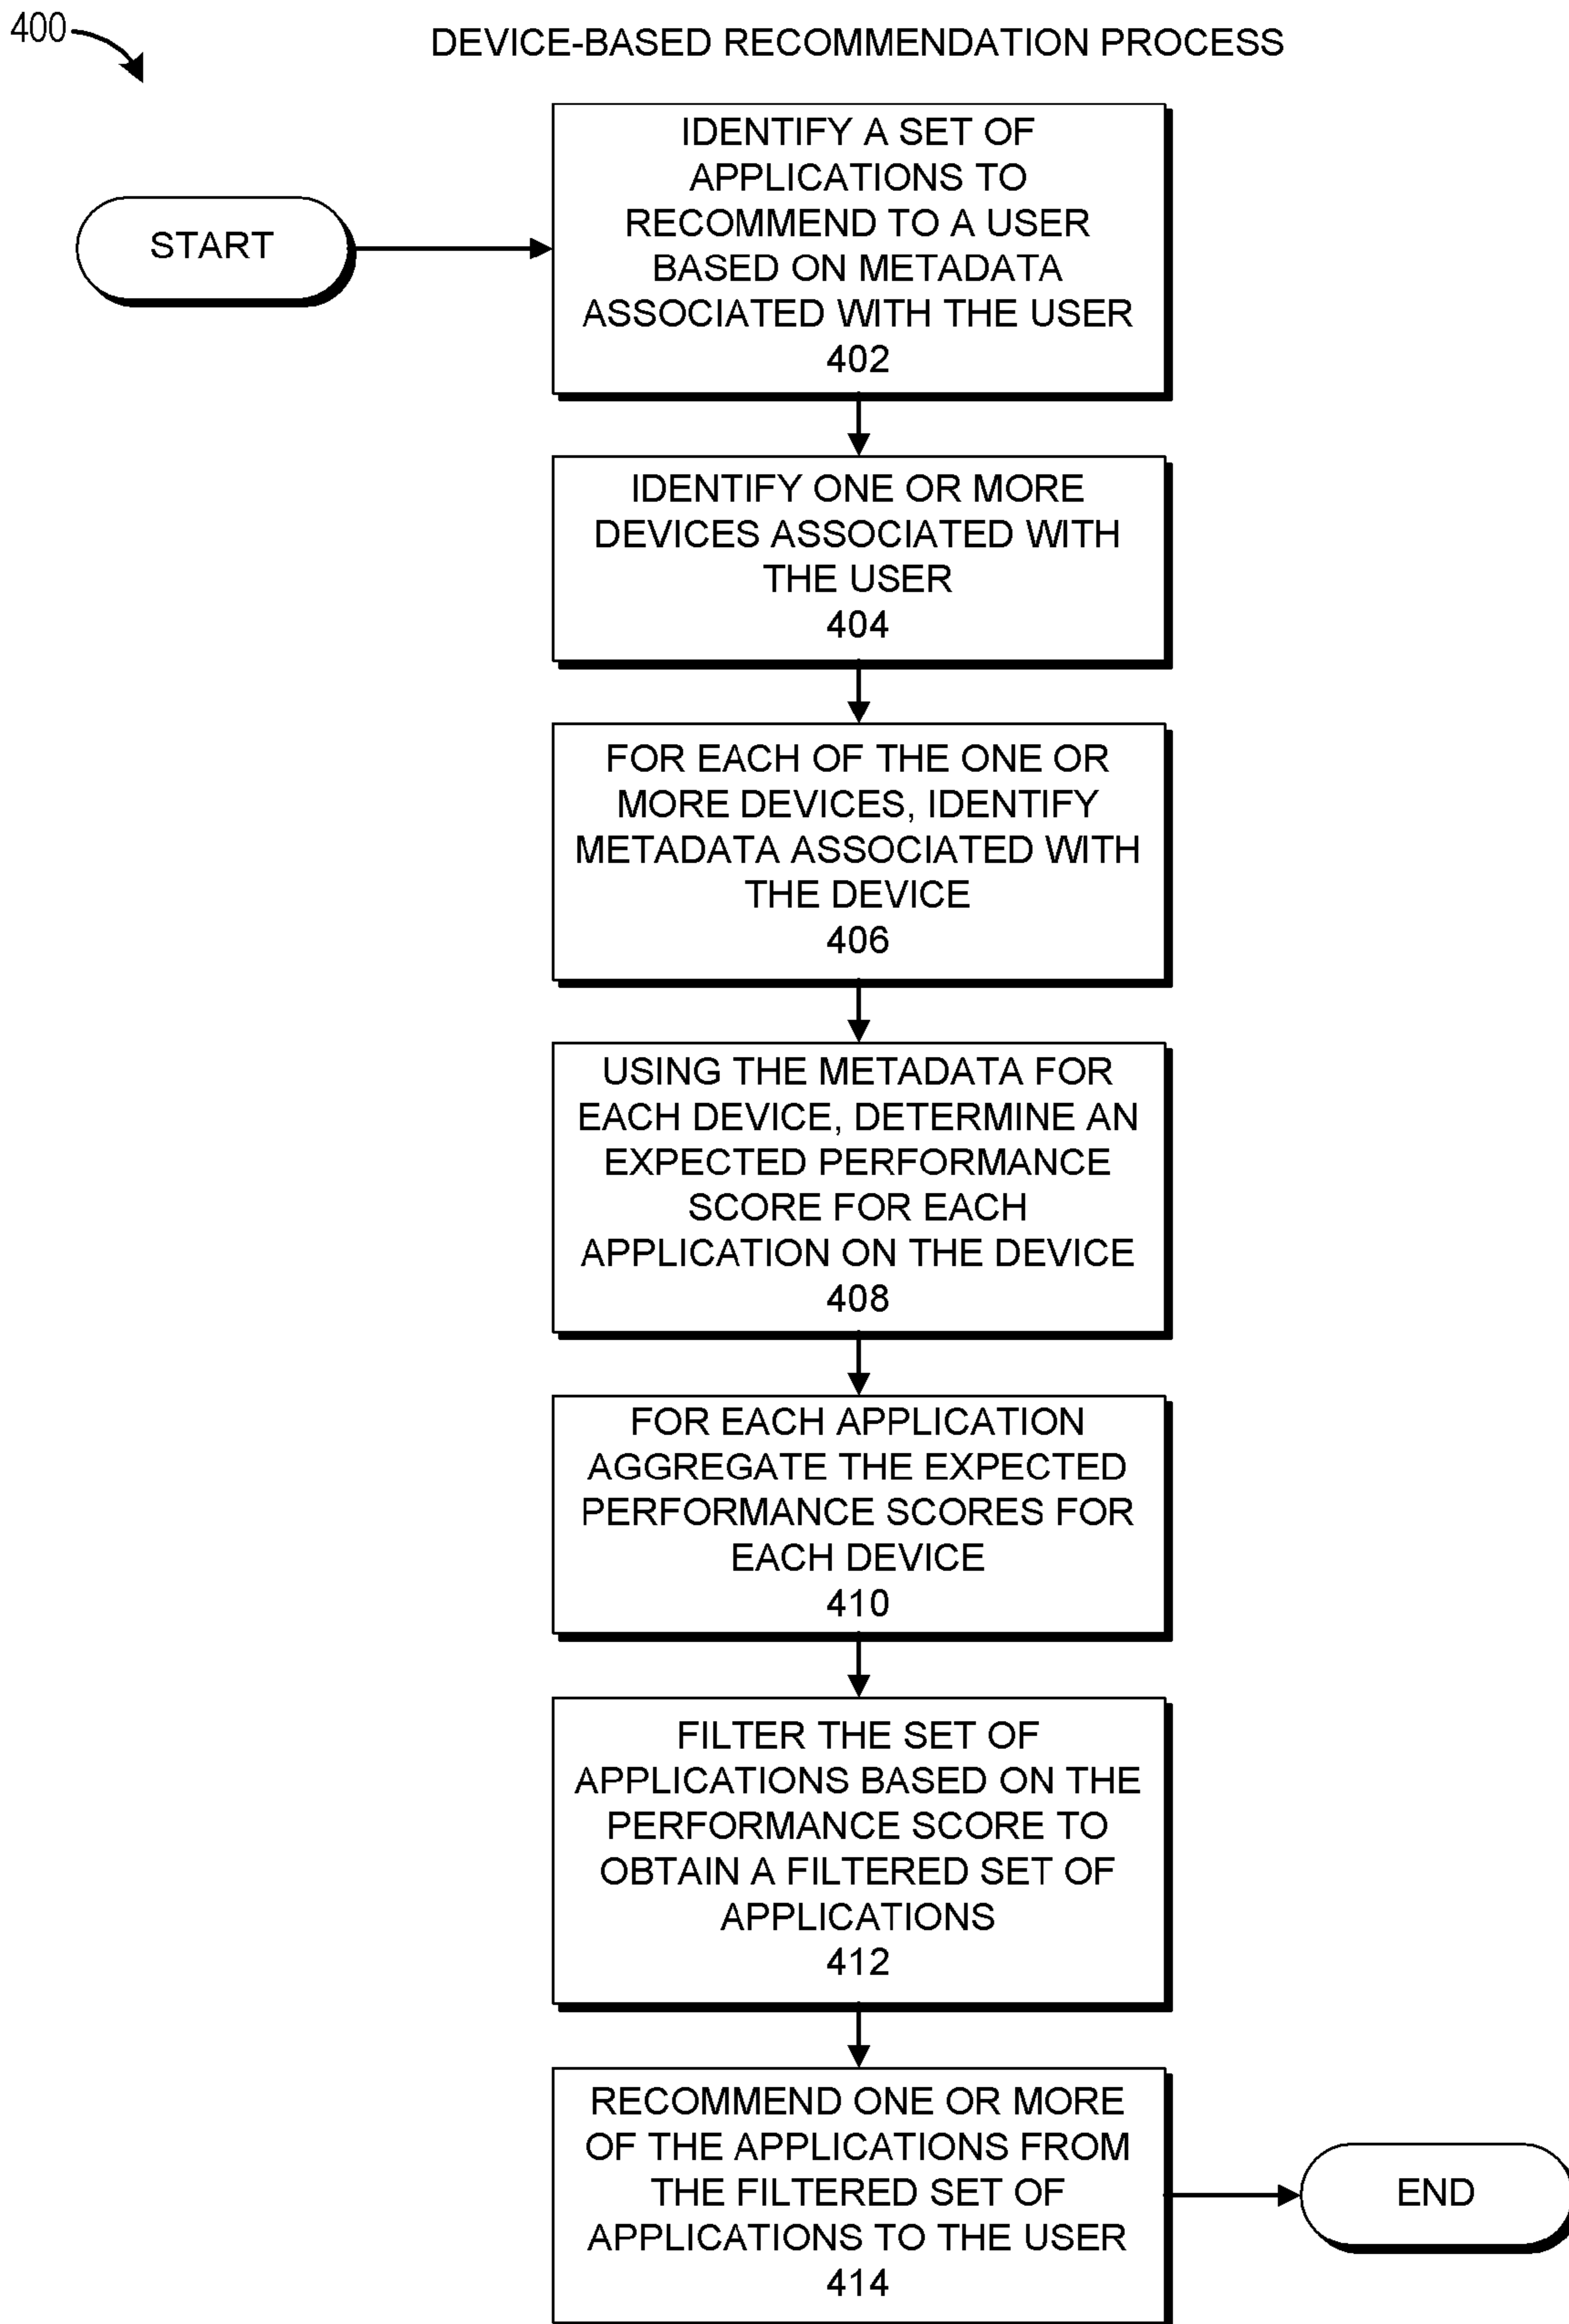 400
DEVICE-BASED RECOMMENDATION PROCESS
START
IDENTIFY A SET OF
APPLICATIONS TO
RECOMMEND TO A USER
BASED ON METADATA
ASSOCIATED WITH THE USER
402
IDENTIFY ONE OR MORE
DEVICES ASSOCIATED WITH
THE USER
404
FOR EACH OF THE ONE OR
MORE DEVICES, IDENTIFY
METADATA ASSOCIATED WITH
THE DEVICE
406
USING THE METADATA FOR
EACH DEVICE, DETERMINE AN
EXPECTED PERFORMANCE
SCORE FOR EACH
APPLICATION ON THE DEVICE
408
FOR EACH APPLICATION
AGGREGATE THE EXPECTED
PERFORMANCE SCORES FOR
EACH DEVICE
410
FILTER THE SET OF
APPLICATIONS BASED ON THE
PERFORMANCE SCORE TO
OBTAIN A FILTERED SET OF
APPLICATIONS
412
RECOMMEND ONE OR MORE
OF THE APPLICATIONS FROM
THE FILTERED SET OF
APPLICATIONS TO THE USER
414
END